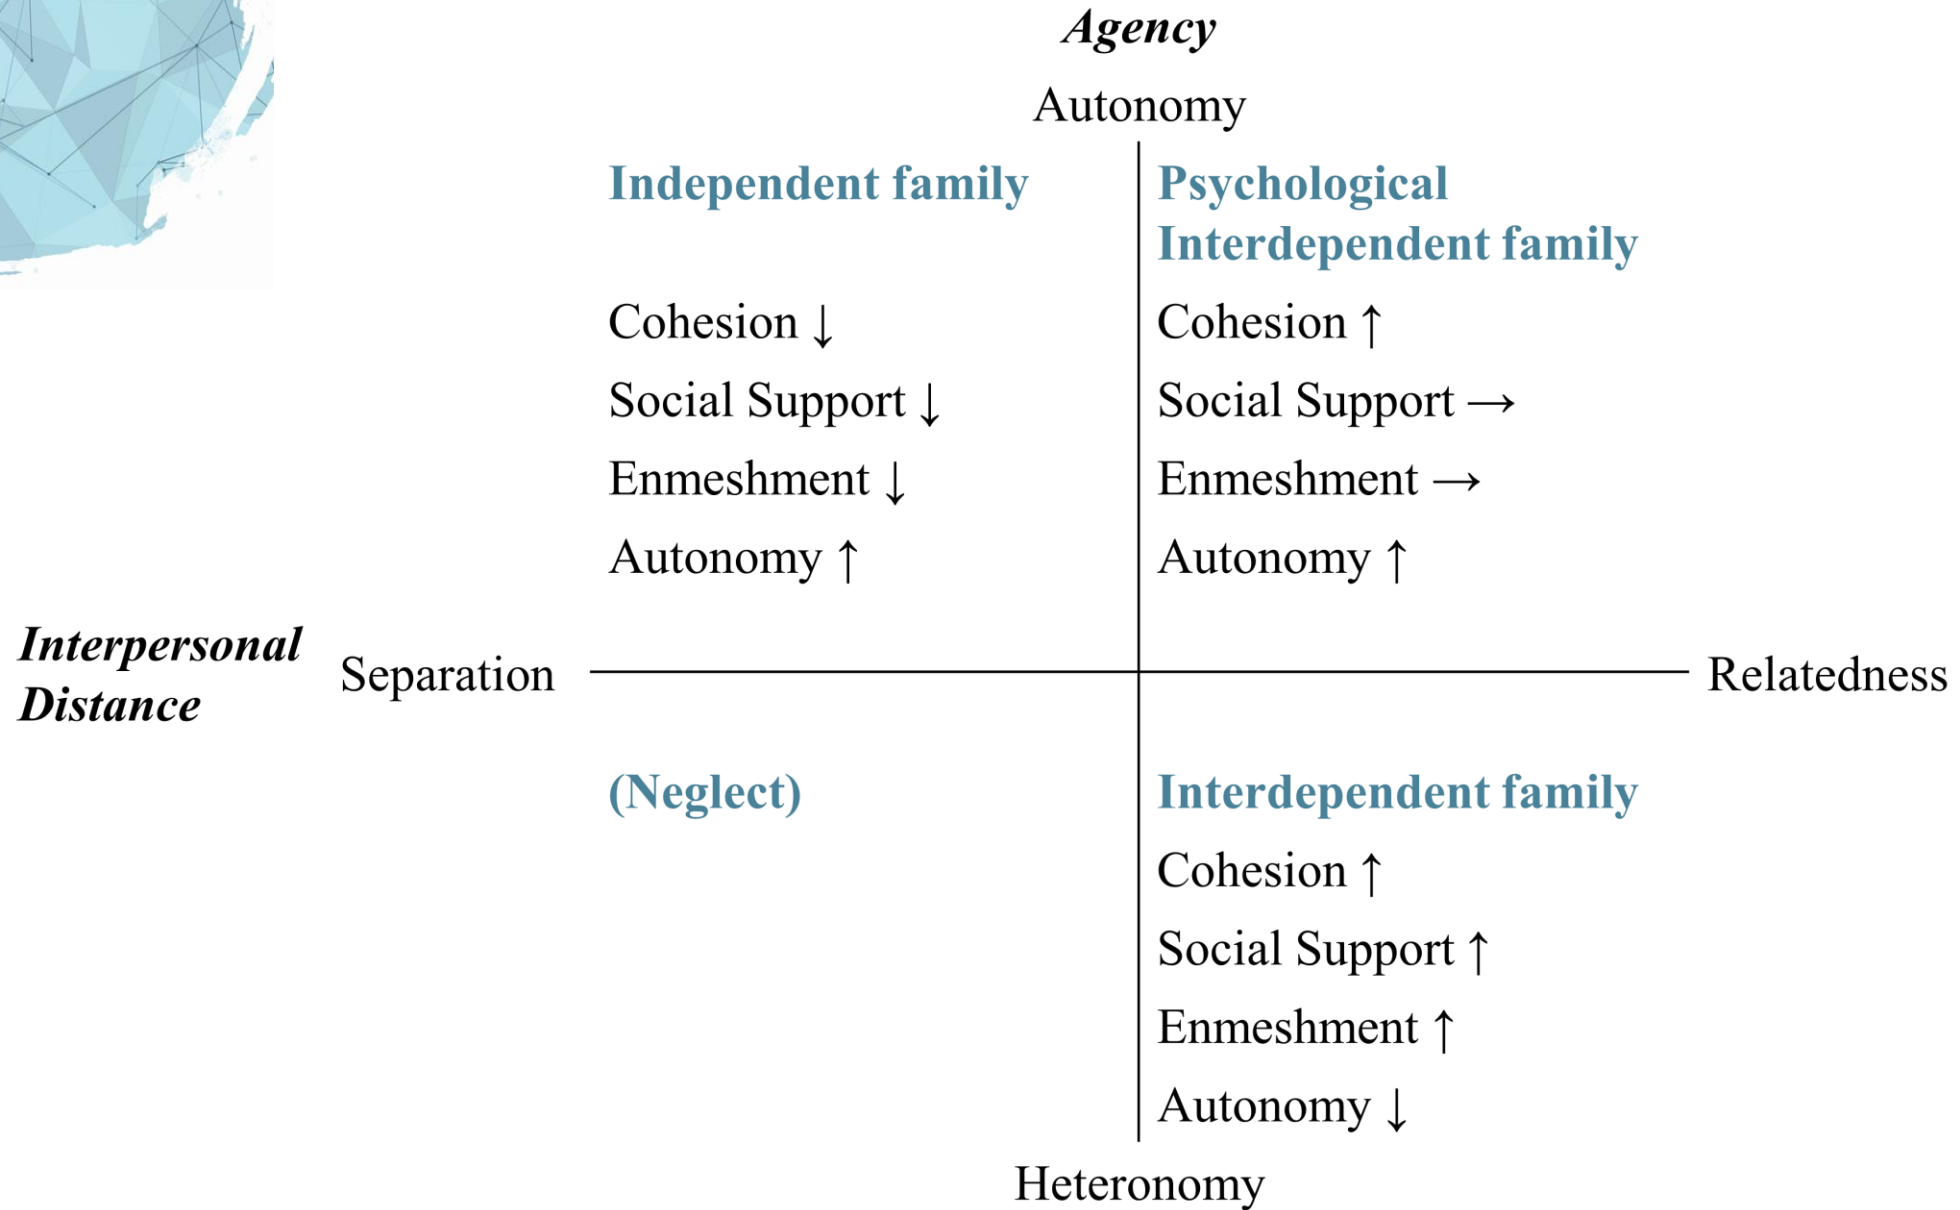 Agency
Autonomy
Independent family
Cohesion ↓
Social Support ↓
Enmeshment ↓
Autonomy ↑
Psychological
Interdependent family
Cohesion ↑
Social Support →
Enmeshment →
Autonomy ↑
Interpersonal
Distance
Separation
Relatedness
(Neglect)
Interdependent family
Cohesion ↑
Social Support ↑
Enmeshment ↑
Autonomy ↓
Heteronomy